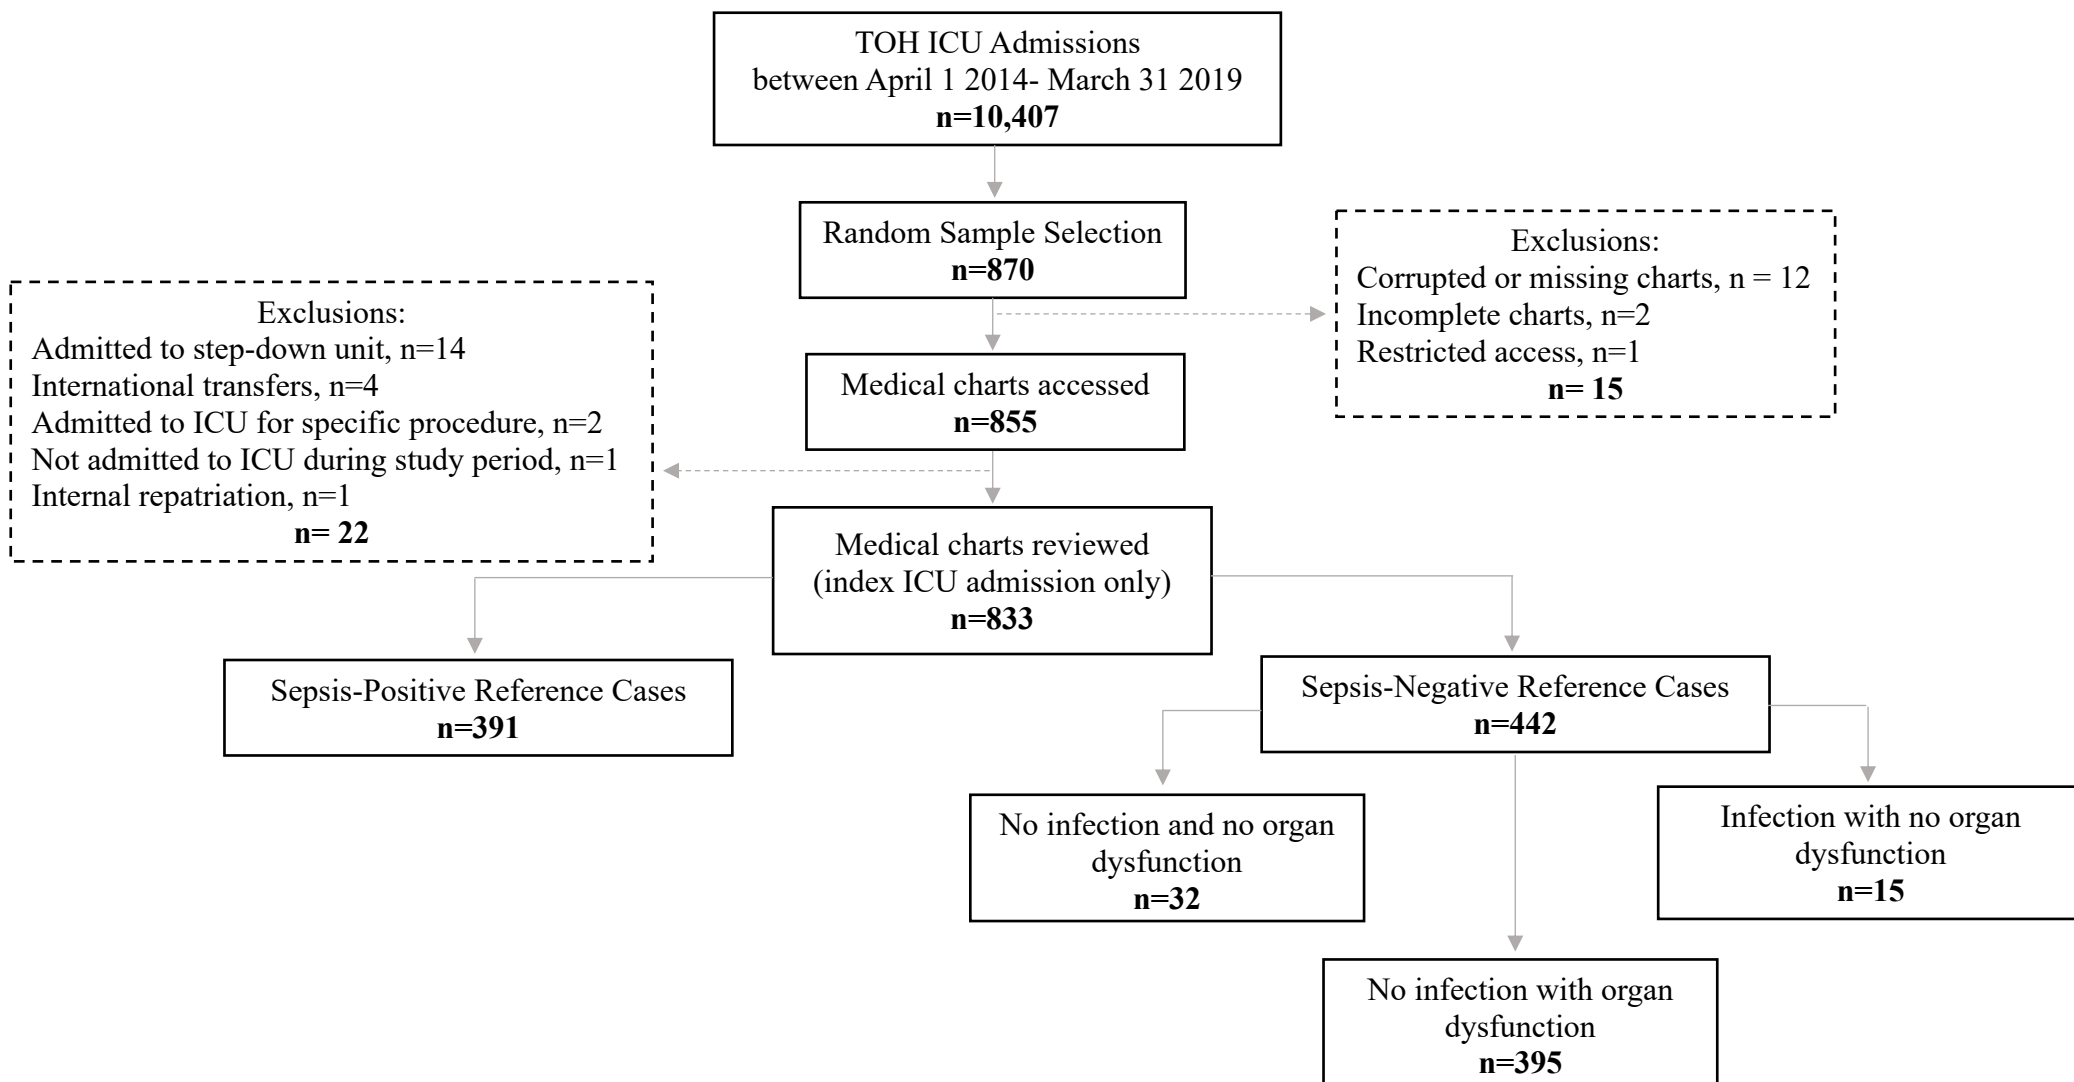 TOH ICU Admissions
between April 1 2014- March 31 2019
n=10,407
Random Sample Selection
n=870
Exclusions:
Corrupted or missing charts, n = 12
Incomplete charts, n=2
Restricted access, n=1
n= 15
Exclusions:
Admitted to step-down unit, n=14
International transfers, n=4
Admitted to ICU for specific procedure, n=2
Not admitted to ICU during study period, n=1
Internal repatriation, n=1
n= 22
Medical charts accessed
n=855
Medical charts reviewed
(index ICU admission only)
n=833
Sepsis-Positive Reference Cases
n=391
Sepsis-Negative Reference Cases
n=442
No infection and no organ
dysfunction
n=32
Infection with no organ
dysfunction
n=15
No infection with organ
dysfunction
n=395